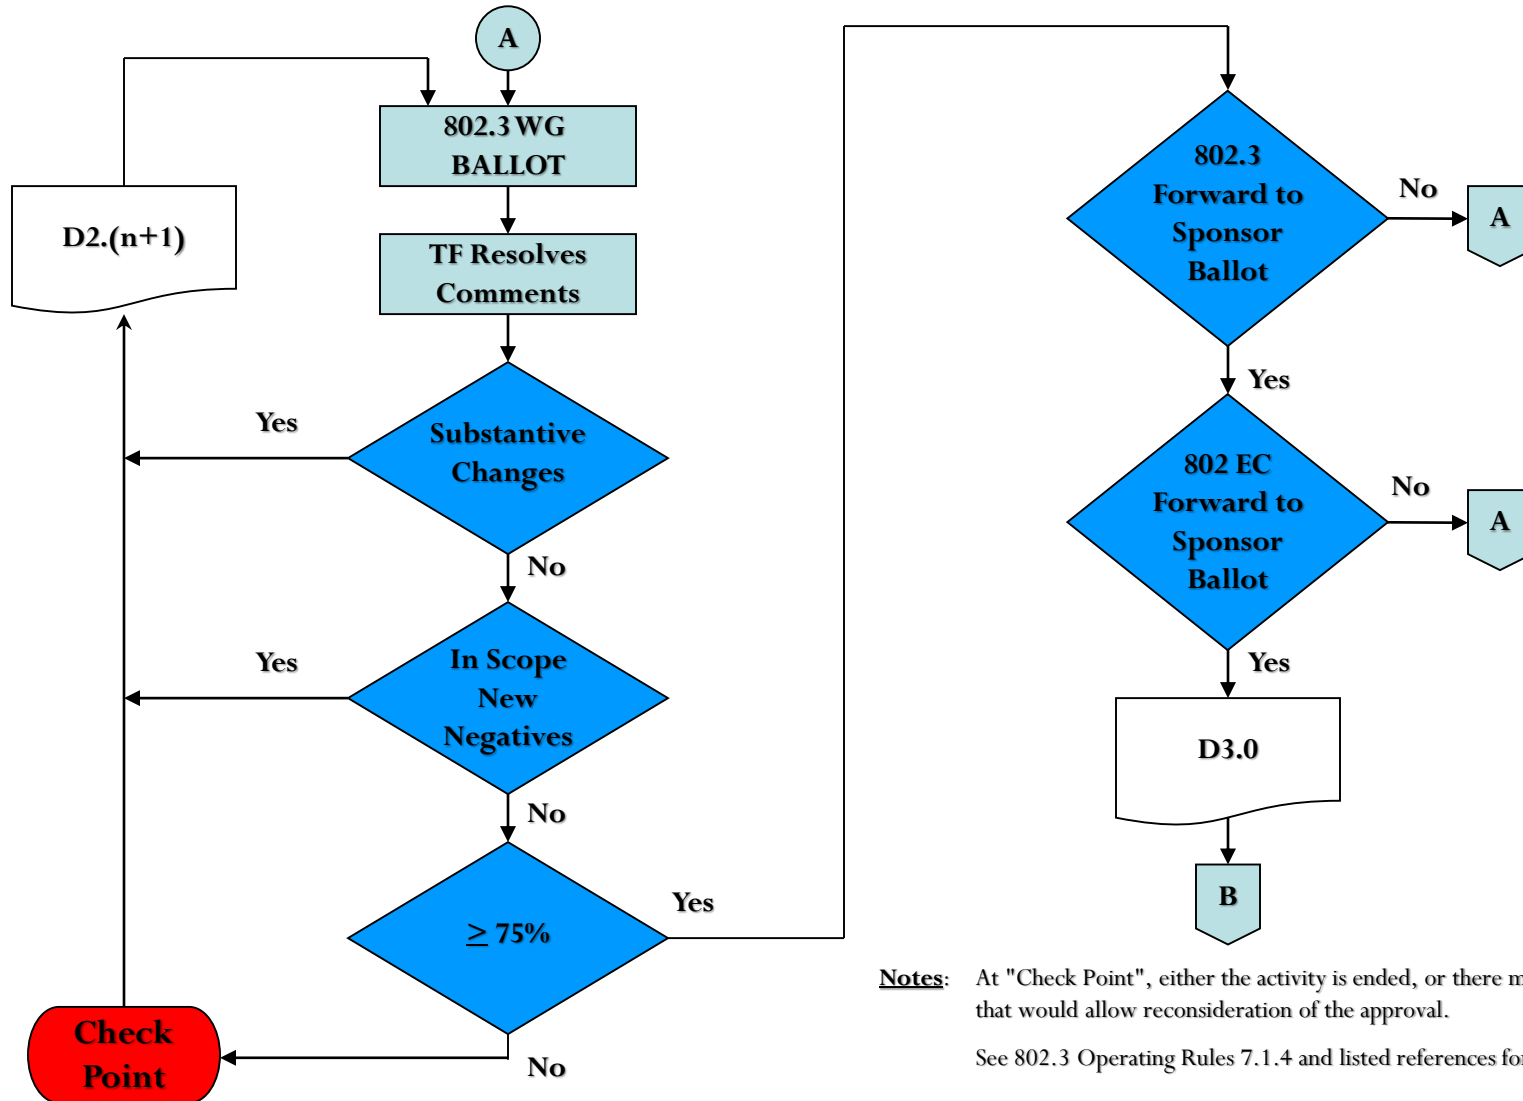 A
802.3 WG
BALLOT
D2.(n+1)
TF Resolves
Comments
Yes
Substantive
Changes
No
Yes
In Scope
New
Negatives
No
≥ 75%
Yes
No
Check
Point
802.3
Forward to
Sponsor
Ballot
No
A
Yes
802 EC
Forward to
Sponsor
Ballot
No
A
Yes
D3.0
B
Notes: At "Check Point", either the activity is ended, or there
that would allow reconsideration of the approval.
See 802.3 Operating Rules 7.1.4 and listed references